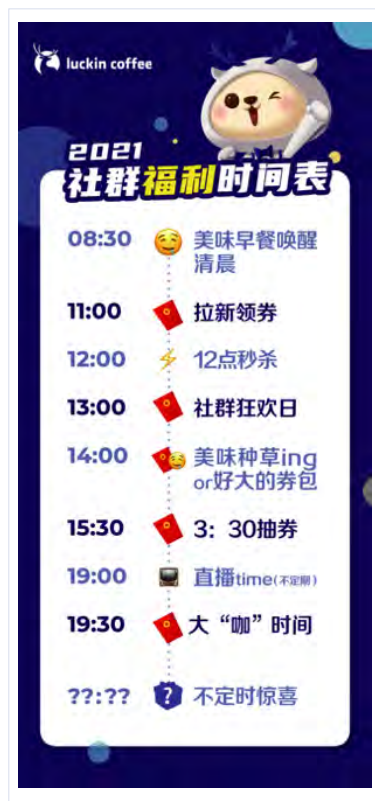 luckin coffee
2021
社群福利时间表
08:30 美味早餐唤醒
清晨
11:00 拉新领券
12:00 12点秒杀
13:00 社群狂欢日
14:00 美味种草ing
or好大的券包
15:30 3：30抽券
19:00 直播time(不定期)
19:30 大“咖”时间
??:?? ? 不定时惊喜